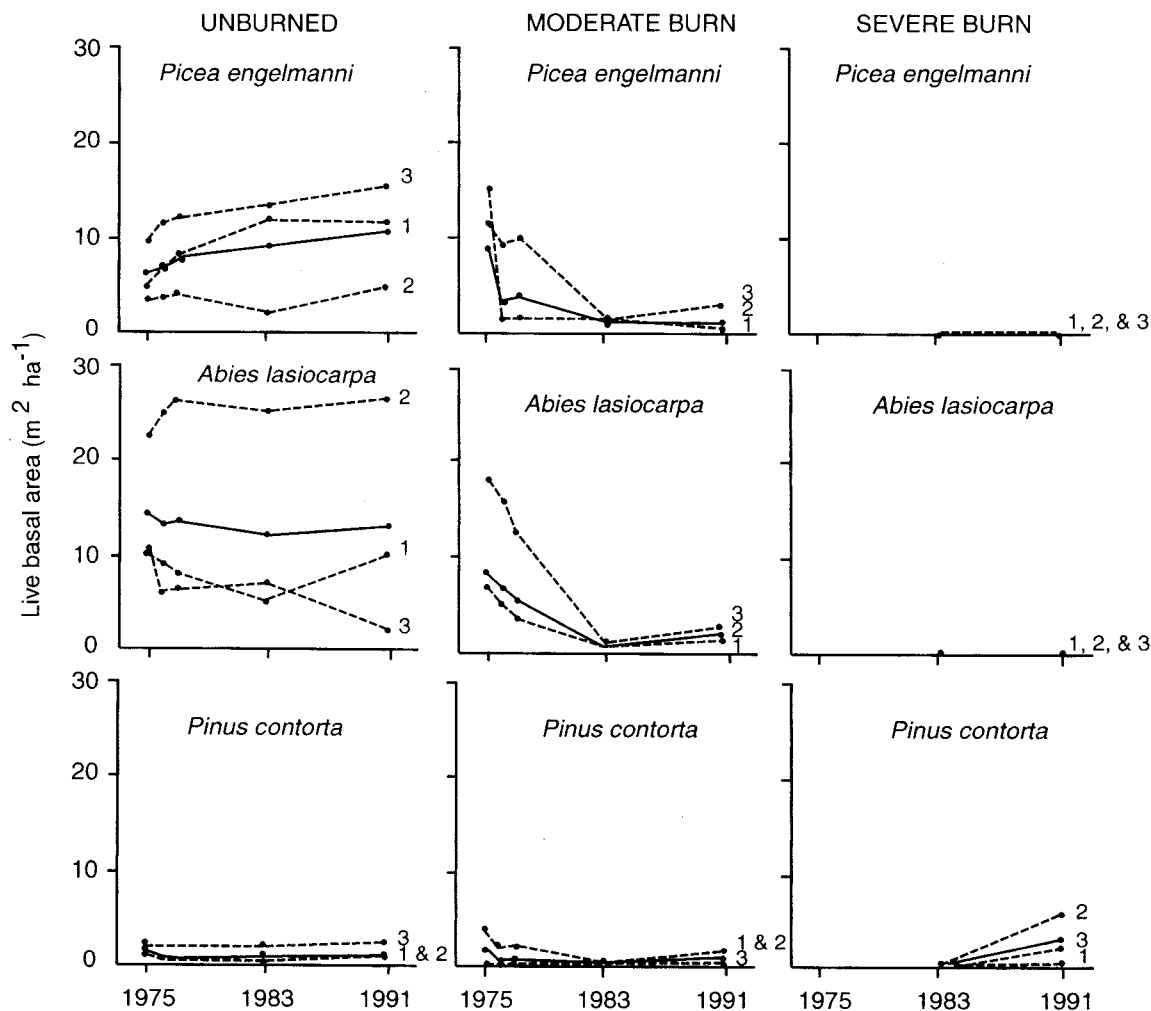 UNBURNED MODERATE BURN SEVERE BURN
Live basal area (m2 ha-1)
30 Picea engelmanni Picea engelmanni Picea engelmanni
20
3
10 1
2 3
2
0 1 1, 2, & 3
30 Abies lasiocarpa Abies lasiocarpa Abies lasiocarpa
2
20
10 1
3 3
2
0 1 1, 2, & 3
30 Pinus contorta Pinus contorta Pinus contorta
20
10
2
3 1 & 2 3
0 1 & 2 3 1
1975 1983 1991 1975 1983 1991 1975 1983 1991